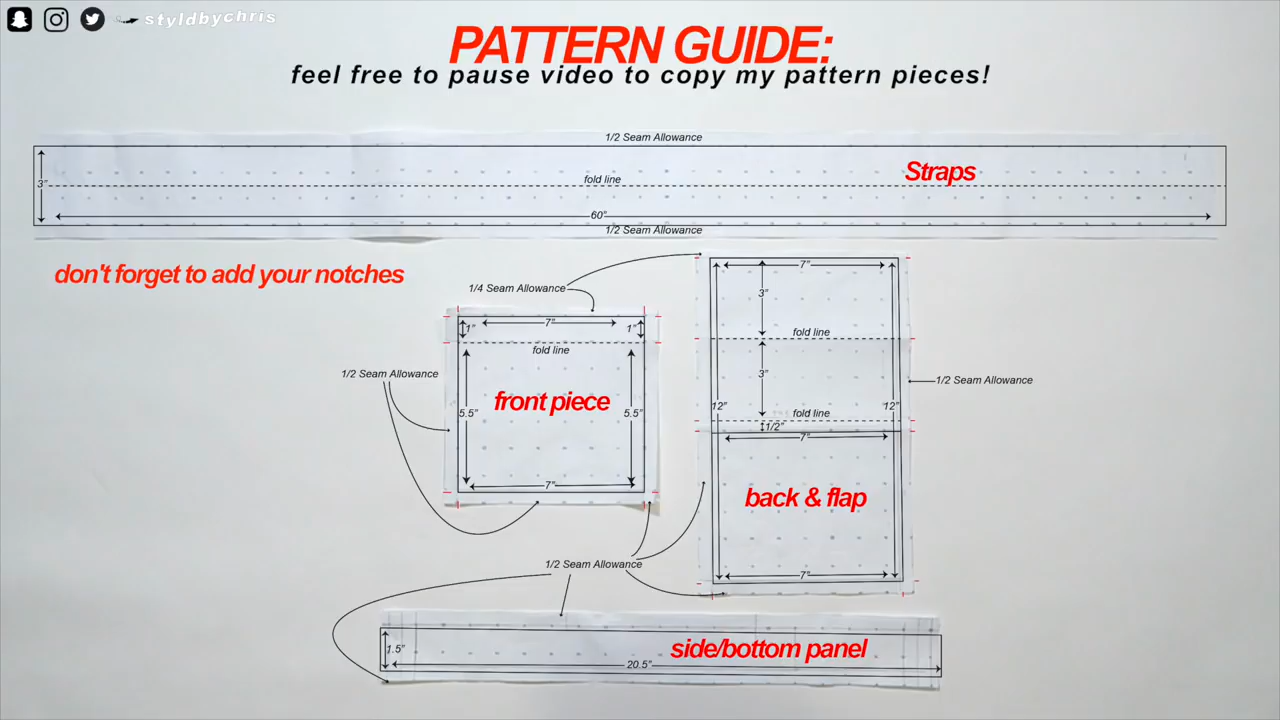 styldbychris
PATTERN GUIDE:
feel free to pause video to copy my pattern pieces!
1/2 Seam Allowance
3"
fold line
Straps
60"
1/2 Seam Allowance
don't forget to add your notches
1/4 Seam Allowance
1"
7"
1"
fold line
1/2 Seam Allowance
front piece
5.5"
5.5"
7"
7"
3"
fold line
3"
1/2 Seam Allowance
12"
12"
fold line
1/2"
7"
back & flap
7"
1/2 Seam Allowance
1.5"
side/bottom panel
20.5"